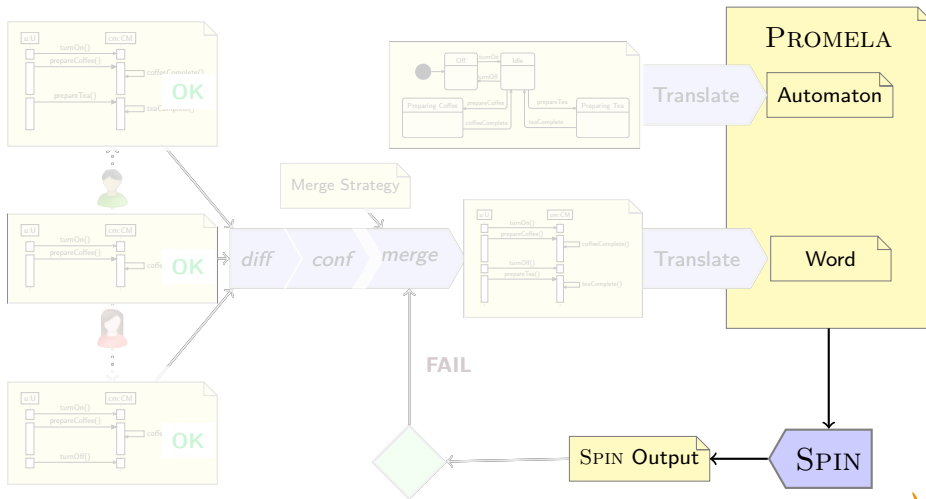 u:U
cm:CM
turnOn()
prepareCoffee()
coffeeComplete()
OK
prepareTea()
teaComplete()
Off
turnOn
Idle
turnOff
Preparing Coffee
prepareCoffee
coffeeComplete
prepareTea
teaComplete
Preparing Tea
Translate
PROMELA
Automaton
Merge Strategy
u:U
cm:CM
turnOn()
prepareCoffee()
OK
diff
conf
merge
u:U
cm:CM
turnOn()
prepareCoffee()
coffeeComplete()
turnOff()
prepareTea()
teaComplete()
Translate
Word
FAIL
u:U
cm:CM
turnOn()
prepareCoffee()
OK
turnOff()
SPIN Output
SPIN